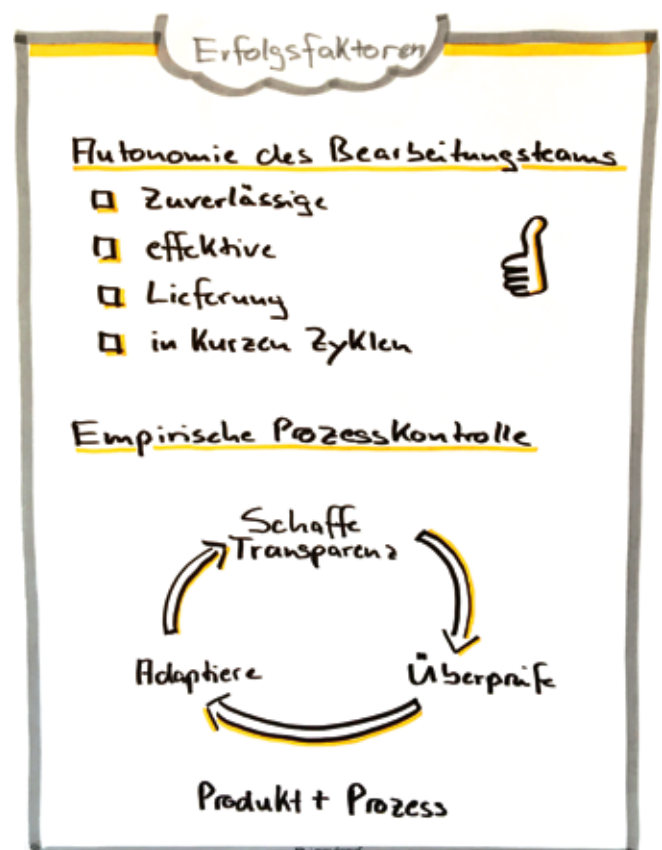 Erfolgsfaktoren
Autonomie des Bearbeitungsteams
Zuverlässige
effektive
Lieferung
in kurzen Zyklen
Empirische Prozesskontrolle
Schaffe
Transparenz
Adaptiere
Überprüfe
Produkt + Prozess